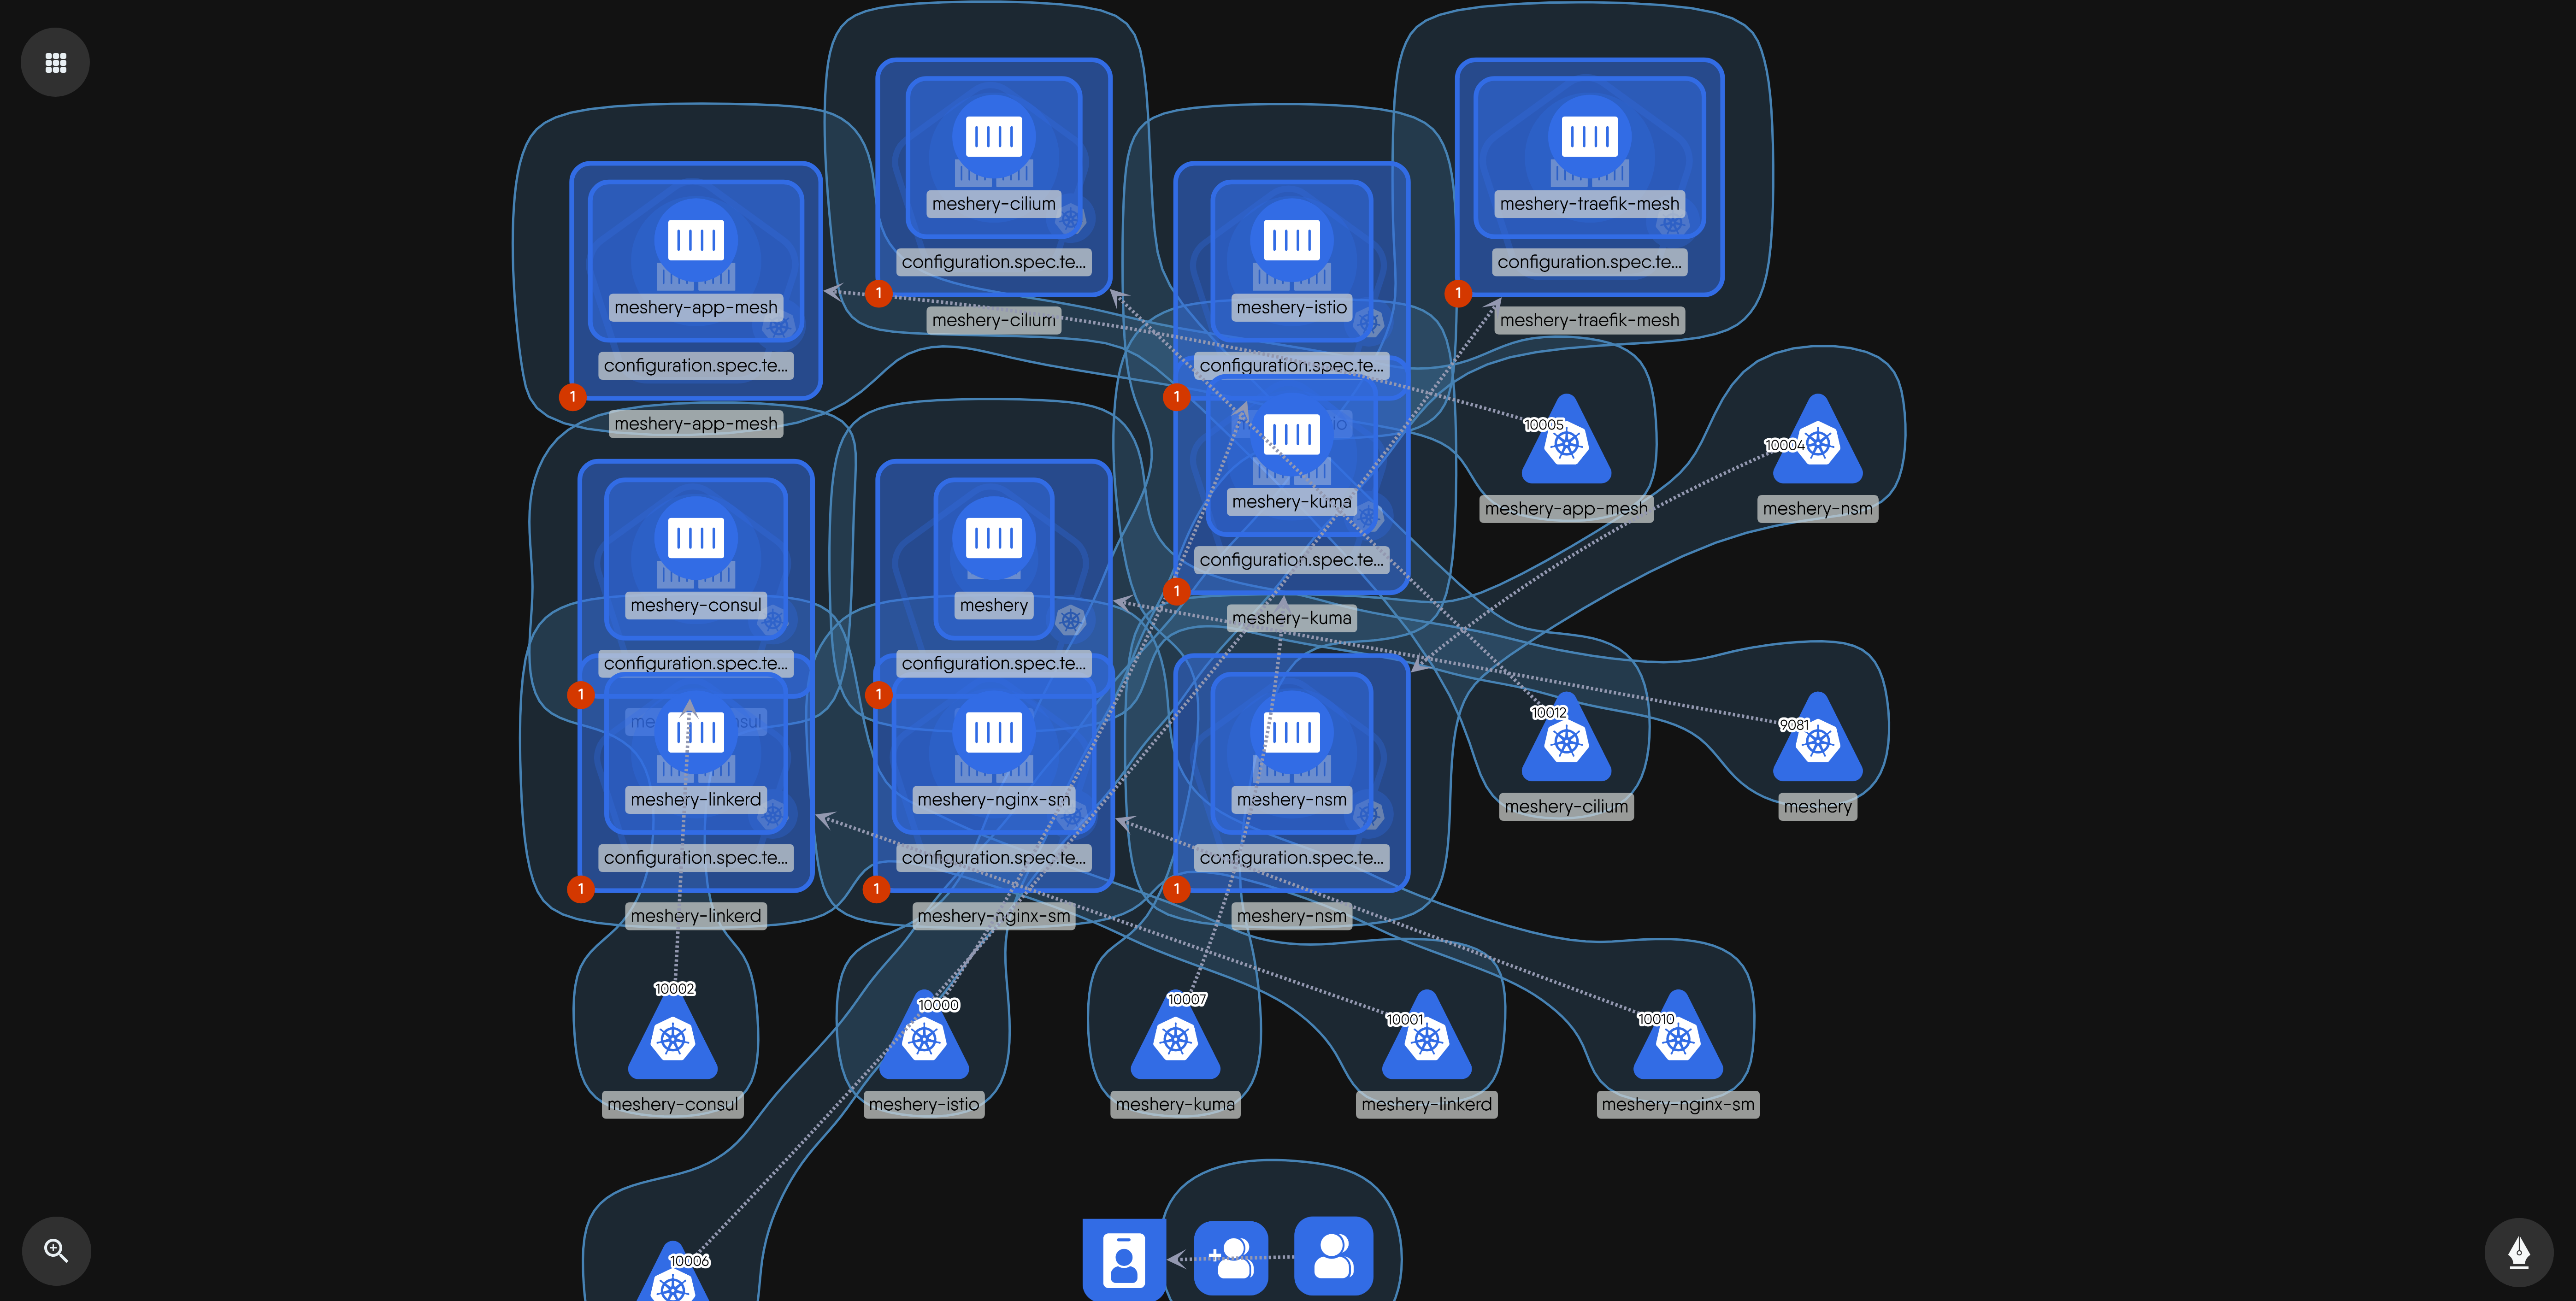 meshery-cilium
configuration.spec.te...
1
meshery-cilium
meshery-traefik-mesh
configuration.spec.te...
1
meshery-traefik-mesh
meshery-app-mesh
configuration.spec.te...
1
meshery-app-mesh
meshery-istio
configuration.spec.te...
1
meshery-kuma
configuration.spec.te...
1
meshery-kuma
10005
meshery-app-mesh
10004
meshery-nsm
meshery-consul
configuration.spec.te...
1
meshery
configuration.spec.te...
1
meshery-linkerd
configuration.spec.te...
1
meshery-linkerd
meshery-nginx-sm
configuration.spec.te...
1
meshery-nginx-sm
meshery-nsm
configuration.spec.te...
1
meshery-nsm
10012
meshery-cilium
9081
meshery
10002
meshery-consul
10000
meshery-istio
10007
meshery-kuma
10001
meshery-linkerd
10010
meshery-nginx-sm
10006